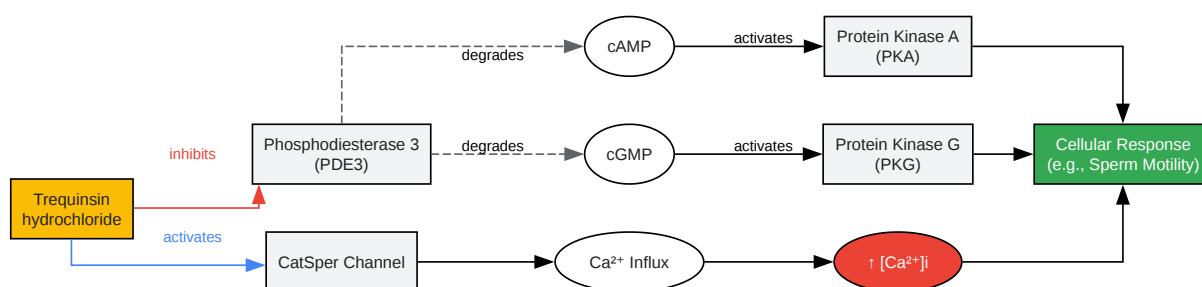 cAMP
activates
Protein Kinase A
(PKA)
degrades
Phosphodiesterase 3
(PDE3)
inhibits
degrades
cGMP
activates
Protein Kinase G
(PKG)
Cellular Response
(e.g., Sperm Motility)
Trequinsin
hydrochloride
activates
CatSper Channel
Ca²⁺ Influx
↑ [Ca²⁺]i